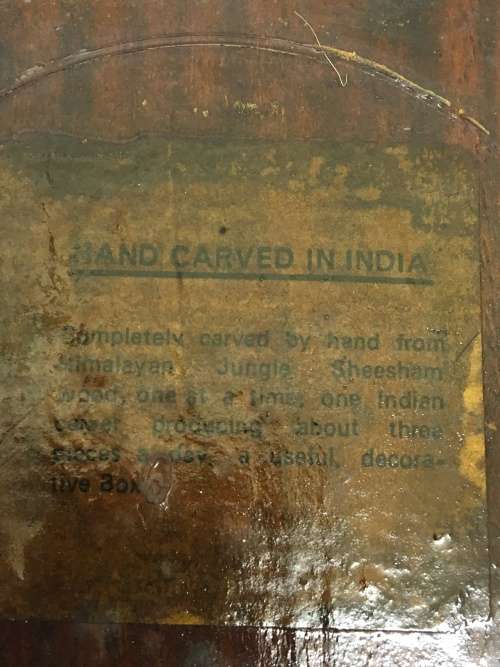 HAND CARVED IN INDIA
Completely carved by hand from
Himalayan Jungle Sheesham
Wood, one at a time, one Indian
carver producing about three
pieces a day, a useful, decora-
tive Box